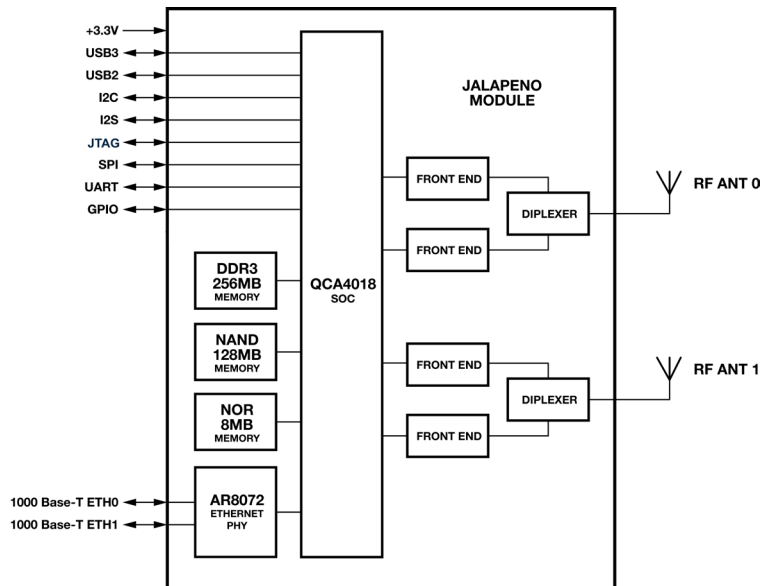 +3.3V
USB3
USB2
I2C
I2S
JTAG
SPI
UART
GPIO
JALAPENO
MODULE
FRONT END
DIPLEXER
RF ANT 0
FRONT END
DDR3
256MB
MEMORY
QCA4018
SOC
NAND
128MB
MEMORY
FRONT END
DIPLEXER
RF ANT 1
FRONT END
NOR
8MB
MEMORY
1000 Base-T ETH0
1000 Base-T ETH1
AR8072
ETHERNET
PHY